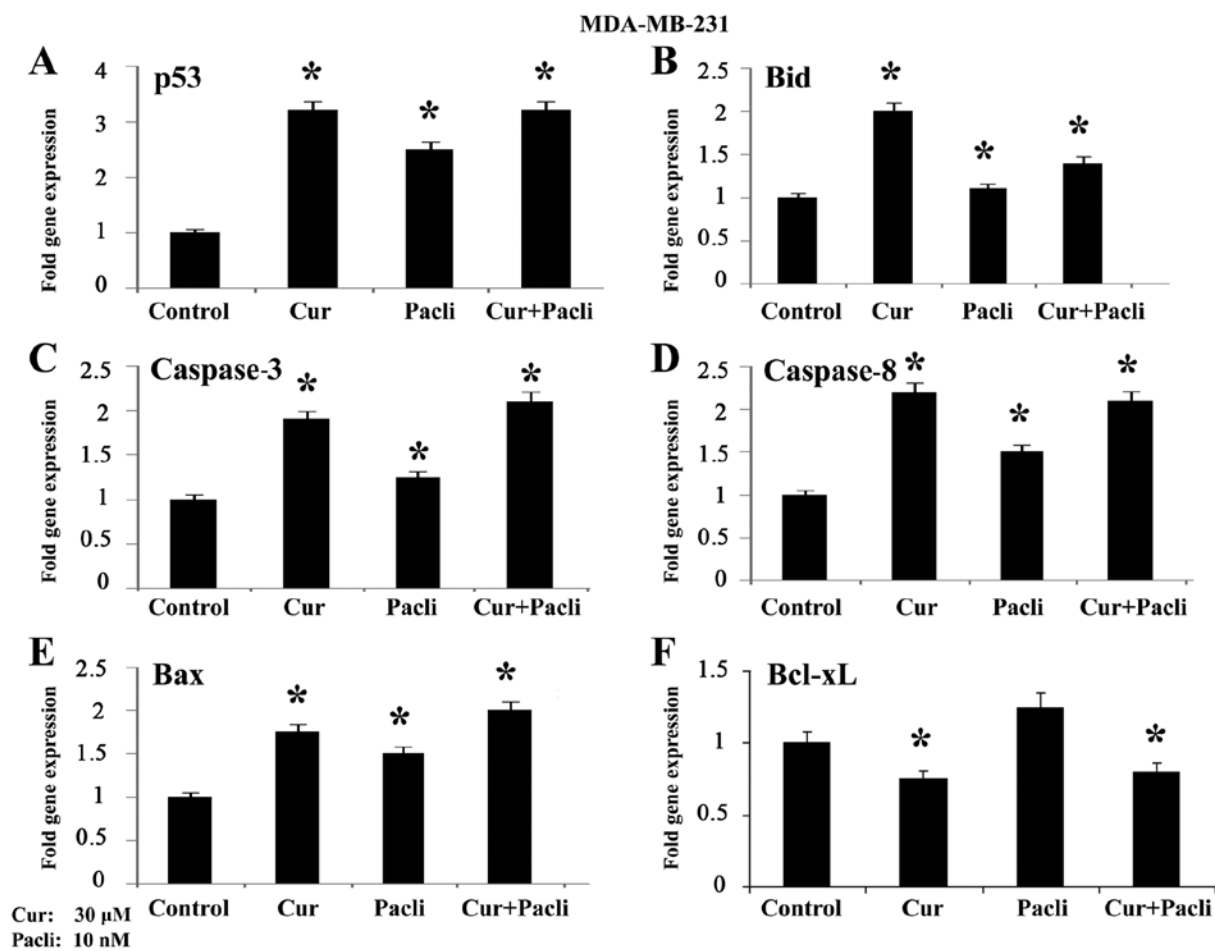 MDA-MB-231
A
p53
Fold gene expression
4
3
2
1
0
*
*
*
Control Cur Pacli Cur+Pacli
B
Bid
Fold gene expression
2.5
2
1.5
1
0.5
0
*
*
*
Control Cur Pacli Cur+Pacli
C
Caspase-3
Fold gene expression
2.5
2
1.5
1
0.5
0
*
*
*
Control Cur Pacli Cur+Pacli
D
Caspase-8
Fold gene expression
2.5
2
1.5
1
0.5
0
*
*
*
Control Cur Pacli Cur+Pacli
E
Bax
Fold gene expression
2.5
2
1.5
1
0.5
0
*
*
*
Control Cur Pacli Cur+Pacli
F
Bcl-xL
Fold gene expression
1.5
1
0.5
0
*
*
Control Cur Pacli Cur+Pacli
Cur: 30 µM
Pacli: 10 nM